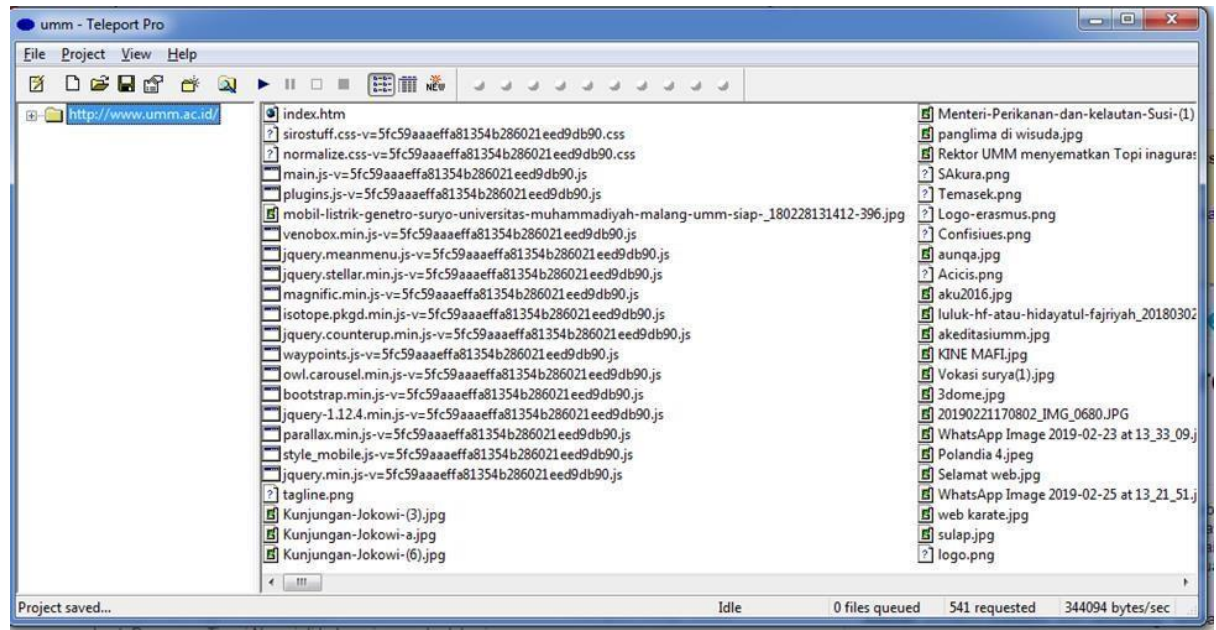 umm - Teleport Pro
File Project View Help
NEW
http://www.umm.ac.id/
index.htm
sirostuff.css-v=5fc59aaaeffa81354b286021eed9db90.css
normalize.css-v=5fc59aaaeffa81354b286021eed9db90.css
main.js-v=5fc59aaaeffa81354b286021eed9db90.js
plugins.js-v=5fc59aaaeffa81354b286021eed9db90.js
mobil-listrik-genetro-suryo-universitas-muhammadiyah-malang-umm-siap-_180228131412-396.jpg
venobox.min.js-v=5fc59aaaeffa81354b286021eed9db90.js
jquery.meanmenu.js-v=5fc59aaaeffa81354b286021eed9db90.js
jquery.stellar.min.js-v=5fc59aaaeffa81354b286021eed9db90.js
magnific.min.js-v=5fc59aaaeffa81354b286021eed9db90.js
isotope.pkgd.min.js-v=5fc59aaaeffa81354b286021eed9db90.js
jquery.counterup.min.js-v=5fc59aaaeffa81354b286021eed9db90.js
waypoints.js-v=5fc59aaaeffa81354b286021eed9db90.js
owl.carousel.min.js-v=5fc59aaaeffa81354b286021eed9db90.js
bootstrap.min.js-v=5fc59aaaeffa81354b286021eed9db90.js
jquery-1.12.4.min.js-v=5fc59aaaeffa81354b286021eed9db90.js
parallax.min.js-v=5fc59aaaeffa81354b286021eed9db90.js
style_mobile.js-v=5fc59aaaeffa81354b286021eed9db90.js
jquery.min.js-v=5fc59aaaeffa81354b286021eed9db90.js
tagline.png
Kunjungan-Jokowi-(3).jpg
Kunjungan-Jokowi-a.jpg
Kunjungan-Jokowi-(6).jpg
Menteri-Perikanan-dan-kelautan-Susi-(1)
panglima di wisuda.jpg
Rektor UMM menyematkan Topi inaguras
SAkura.png
Temasek.png
Logo-erasmus.png
Confisiues.png
aunqa.jpg
Acicis.png
aku2016.jpg
luluk-hf-atau-hidayatul-fajriyah_20180302
akeditasiumm.jpg
KINE MAFI.jpg
Vokasi surya(1).jpg
3dome.jpg
20190221170802_IMG_0680.JPG
WhatsApp Image 2019-02-23 at 13_33_09.j
Polandia 4.jpeg
Selamat web.jpg
WhatsApp Image 2019-02-25 at 13_21_51.j
web karate.jpg
sulap.jpg
logo.png
Project saved... Idle 0 files queued 541 requested 344094 bytes/sec